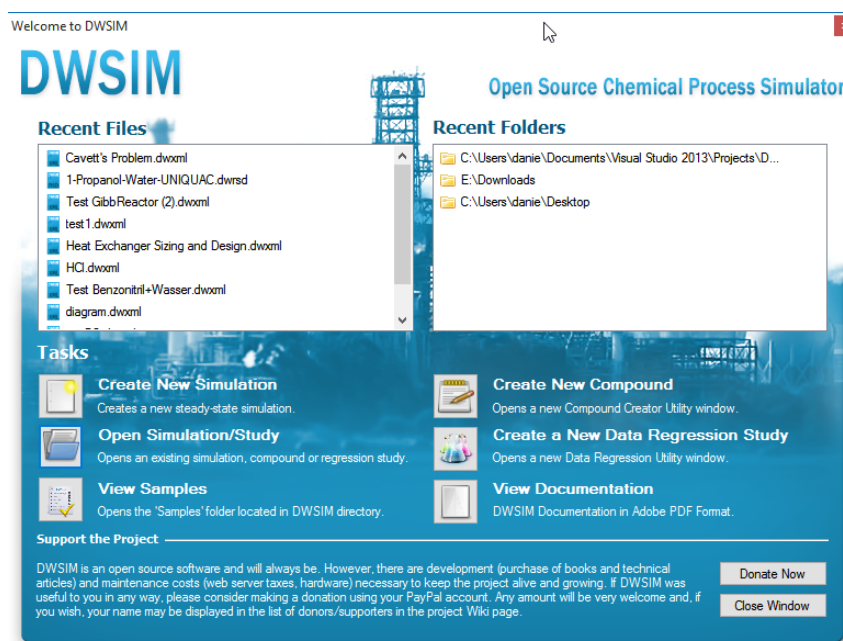 Welcome to DWSIM
DWSIM
Open Source Chemical Process Simulator
Recent Files
Cavett's Problem.dwxml
1-Propanol-Water-UNIQUAC.dwrsd
Test GibbReactor (2).dwxml
test1.dwxml
Heat Exchanger Sizing and Design.dwxml
HCl.dwxml
Test Benzonitril+Wasser.dwxml
diagram.dwxml
Recent Folders
C:\Users\danie\Documents\Visual Studio 2013\Projects\D...
E:\Downloads
C:\Users\danie\Desktop
Tasks
Create New Simulation
Creates a new steady-state simulation.
Open Simulation/Study
Opens an existing simulation, compound or regression study.
View Samples
Opens the 'Samples' folder located in DWSIM directory.
Create New Compound
Opens a new Compound Creator Utility window.
Create a New Data Regression Study
Opens a new Data Regression Utility window.
View Documentation
DWSIM Documentation in Adobe PDF Format.
Support the Project
DWSIM is an open source software and will always be. However, there are development (purchase of books and technical
articles) and maintenance costs (web server taxes, hardware) necessary to keep the project alive and growing. If DWSIM was
useful to you in any way, please consider making a donation using your PayPal account. Any amount will be very welcome and, if
you wish, your name may be displayed in the list of donors/supporters in the project Wiki page.
Donate Now
Close Window